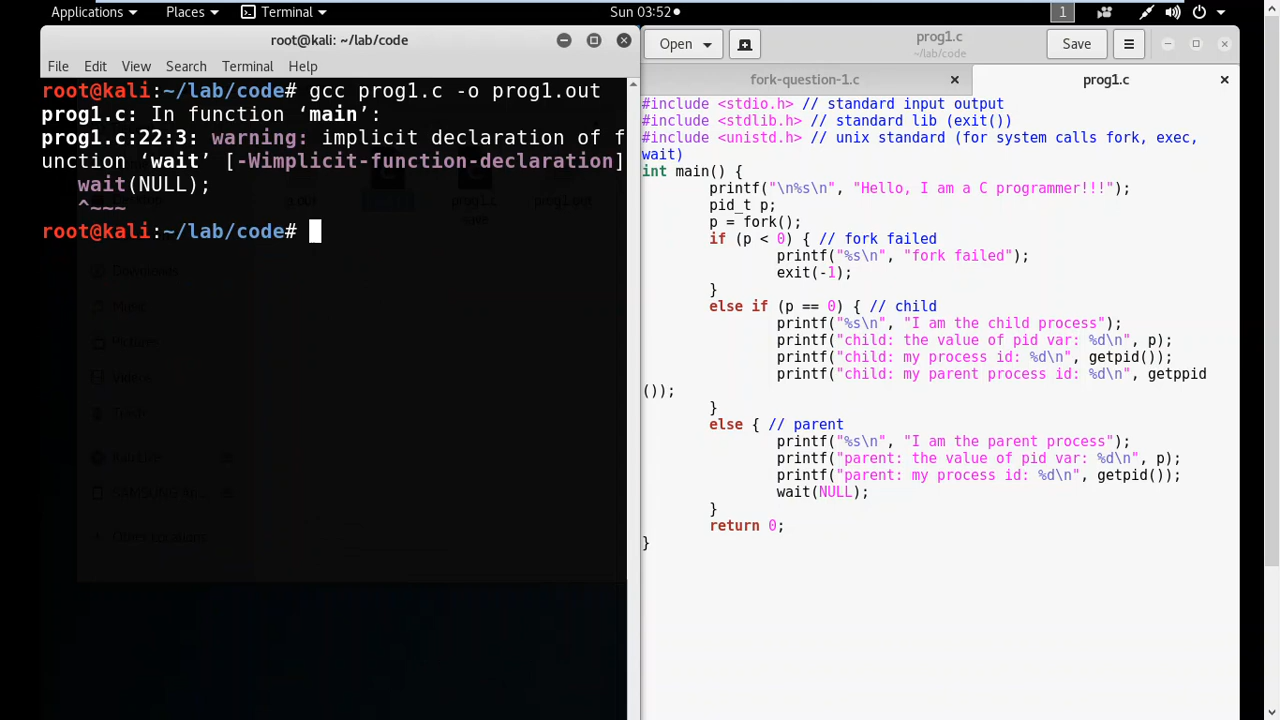 Applications Places Terminal Sun 03:52 1
root@kali: ~/lab/code
File Edit View Search Terminal Help
root@kali:~/lab/code# gcc prog1.c -o prog1.out
prog1.c: In function ‘main’:
prog1.c:22:3: warning: implicit declaration of f
unction ‘wait’ [-Wimplicit-function-declaration]
wait(NULL);
^~~~
root@kali:~/lab/code#
Downloads
Music
Pictures
Videos
Trash
Open prog1.c Save
~/lab/code
fork-question-1.c prog1.c
#include <stdio.h> // standard input output
#include <stdlib.h> // standard lib (exit())
#include <unistd.h> // unix standard (for system calls fork, exec,
wait)
int main() {
printf("\n%s\n", "Hello, I am a C programmer!!!");
pid_t p;
p = fork();
if (p < 0) { // fork failed
printf("%s\n", "fork failed");
exit(-1);
}
else if (p == 0) { // child
printf("%s\n", "I am the child process");
printf("child: the value of pid var: %d\n", p);
printf("child: my process id: %d\n", getpid());
printf("child: my parent process id: %d\n", getppid
());
}
else { // parent
printf("%s\n", "I am the parent process");
printf("parent: the value of pid var: %d\n", p);
printf("parent: my process id: %d\n", getpid());
wait(NULL);
}
return 0;
}